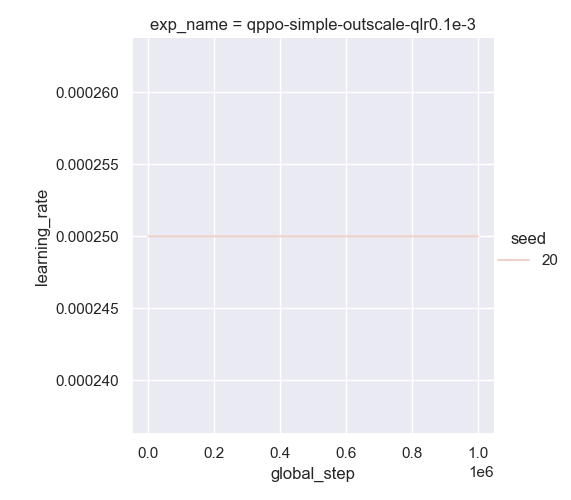 exp_name = qppo-simple-outscale-qlr0.1e-3
0.000260
0.000255
0.000250
0.000245
0.000240
learning_rate
seed
20
0.0 0.2 0.4 0.6 0.8 1.0
1e6
global_step